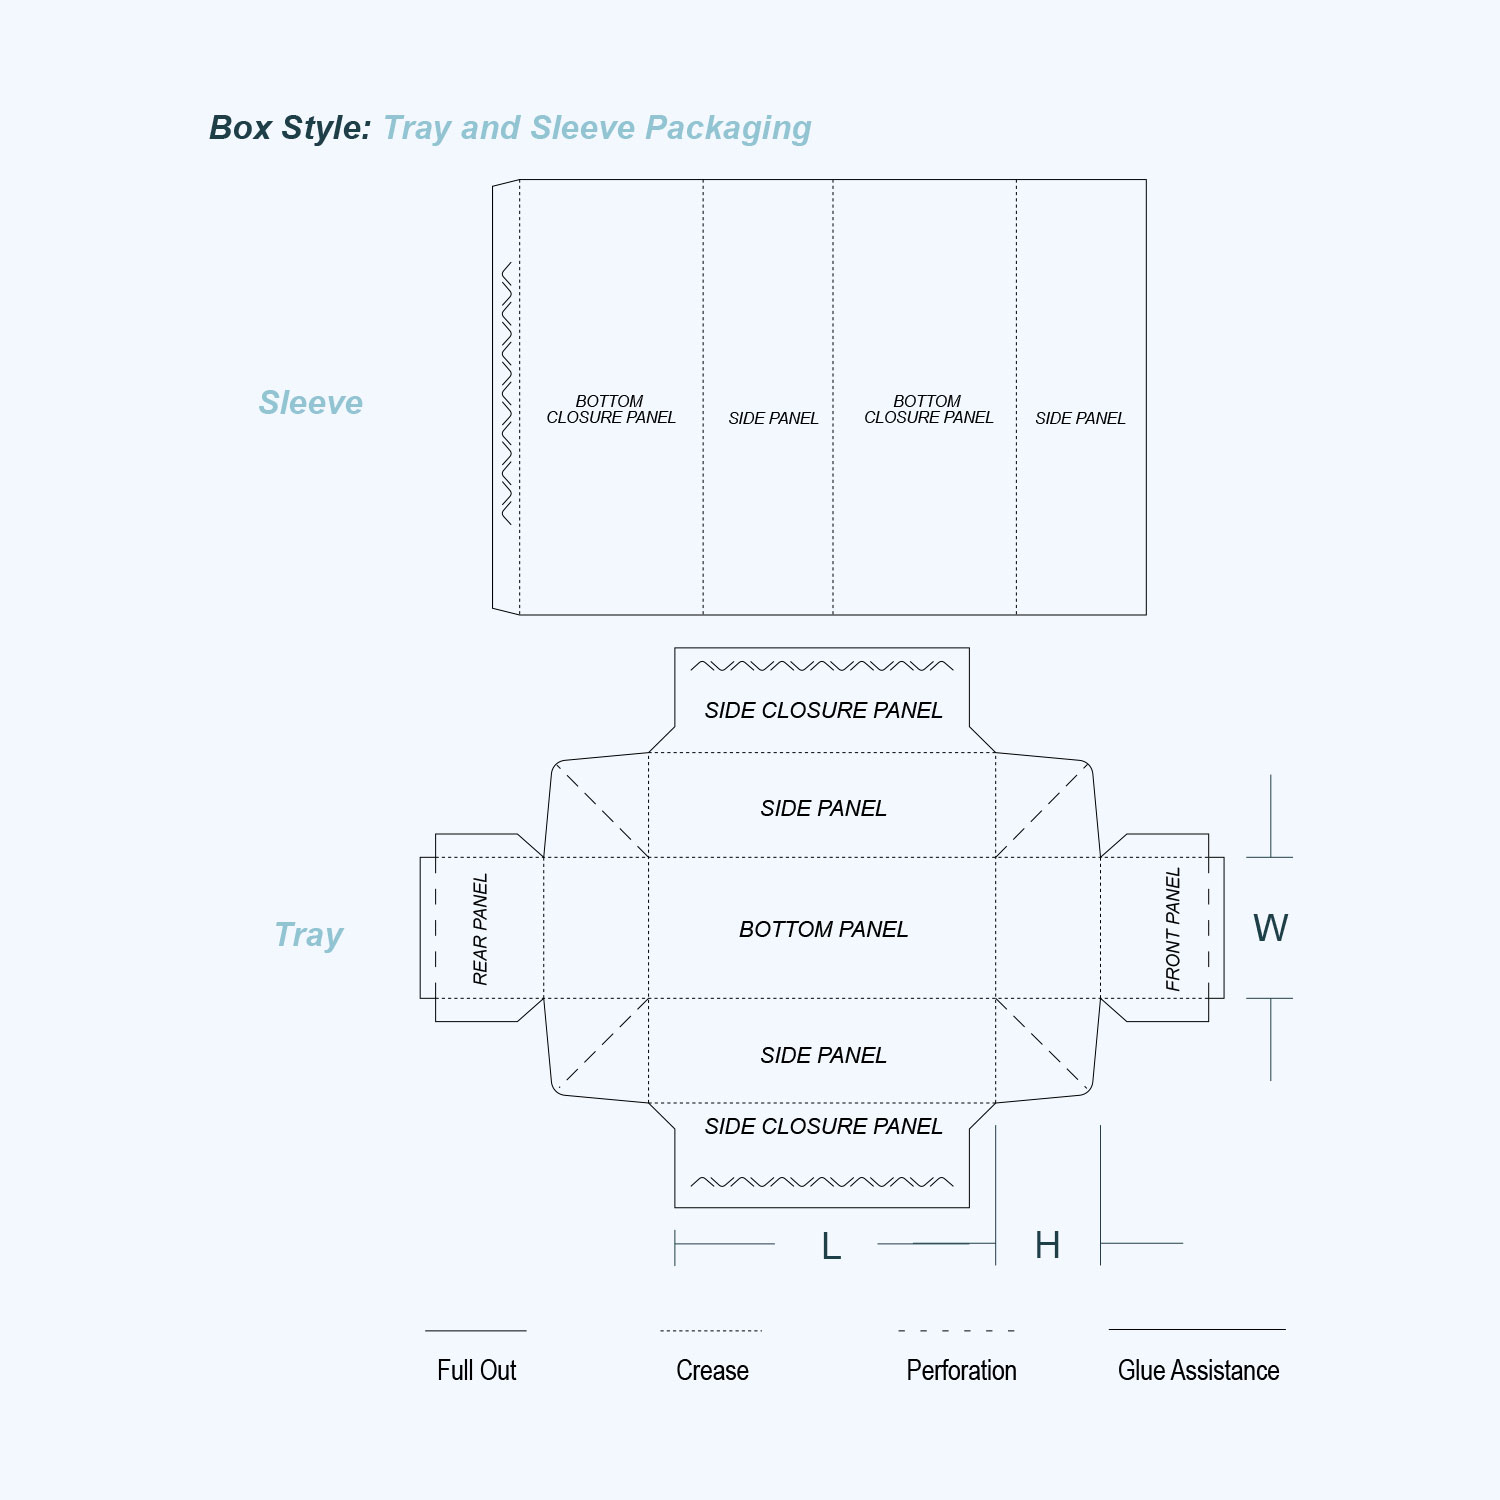 Box Style: Tray and Sleeve Packaging
Sleeve
BOTTOM
CLOSURE PANEL
SIDE PANEL
BOTTOM
CLOSURE PANEL
SIDE PANEL
SIDE CLOSURE PANEL
SIDE PANEL
Tray
REAR PANEL
BOTTOM PANEL
FRONT PANEL
W
SIDE PANEL
SIDE CLOSURE PANEL
L
H
Full Out
Crease
Perforation
Glue Assistance